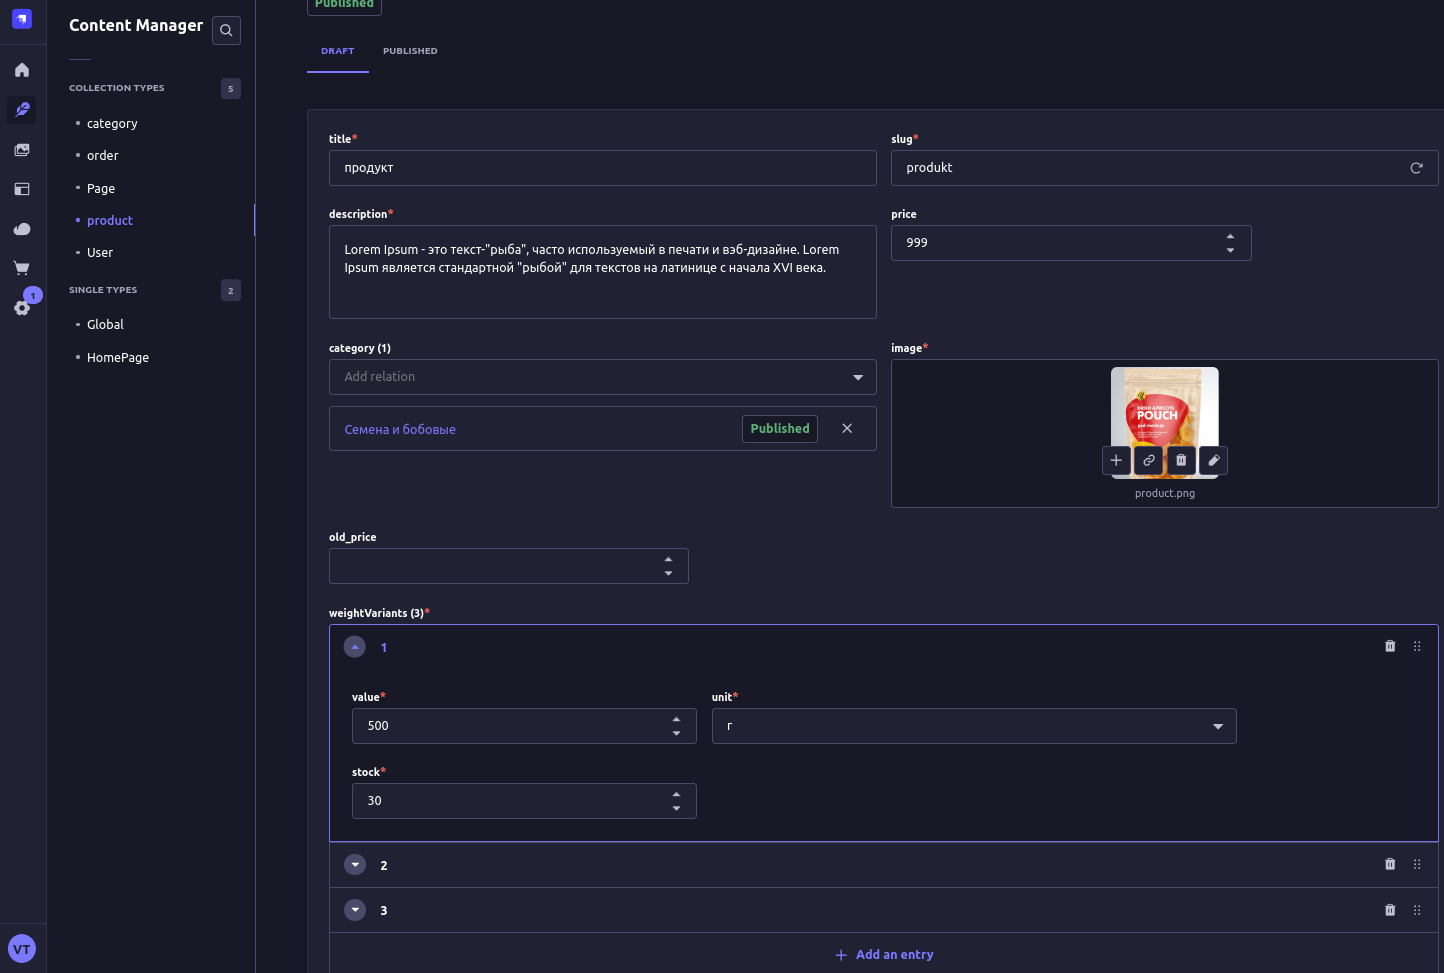 Published
Content Manager
DRAFT
PUBLISHED
COLLECTION TYPES
5
category
order
Page
product
User
SINGLE TYPES
2
Global
HomePage
1
VT
title*
продукт
slug*
produkt
description*
Lorem Ipsum - это текст-"рыба", часто используемый в печати и вэб-дизайне. Lorem
Ipsum является стандартной "рыбой" для текстов на латинице с начала XVI века.
price
999
category (1)
Add relation
Семена и бобовые
Published
image*
DRIED APRICOTS
POUCH
psd mockup
product.png
old_price
weightVariants (3)*
1
value*
500
unit*
г
stock*
30
2
3
Add an entry